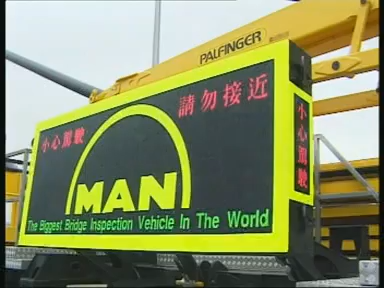 PALFINGER
小心駕駛
請勿接近
MAN
The Biggest Bridge Inspection Vehicle In The World
小心駕駛